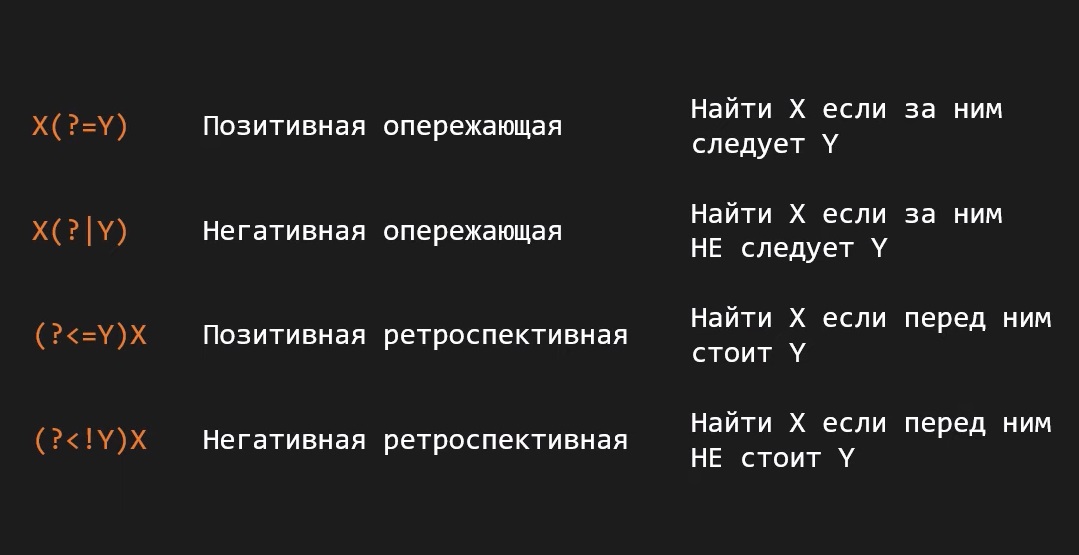 X(?=Y) Позитивная опережающая Найти X если за ним
следует Y
X(?|Y) Негативная опережающая Найти X если за ним
НЕ следует Y
(?<=Y)X Позитивная ретроспективная Найти X если перед ним
стоит Y
(?<!Y)X Негативная ретроспективная Найти X если перед ним
НЕ стоит Y